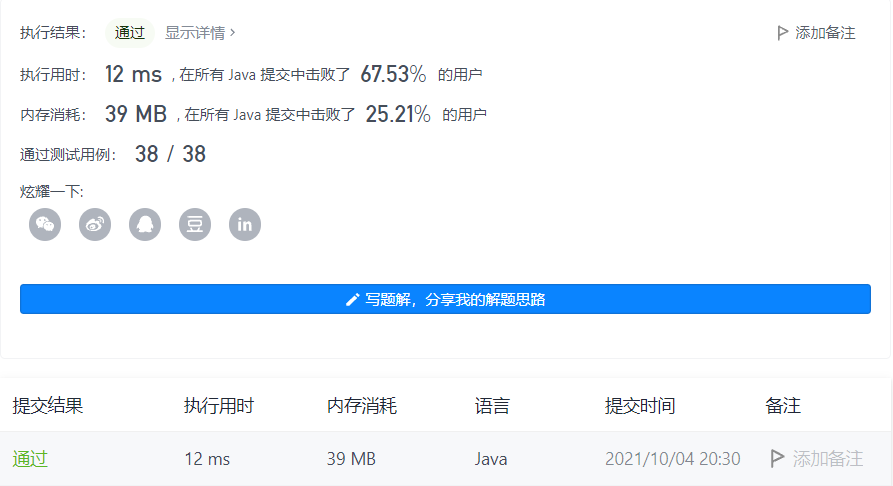 执行结果： 通过 显示详情 › 添加备注
执行用时： 12 ms , 在所有 Java 提交中击败了 67.53% 的用户
内存消耗： 39 MB , 在所有 Java 提交中击败了 25.21% 的用户
通过测试用例： 38 / 38
炫耀一下:
豆 in
写题解，分享我的解题思路
提交结果 执行用时 内存消耗 语言 提交时间 备注
通过 12 ms 39 MB Java 2021/10/04 20:30 添加备注